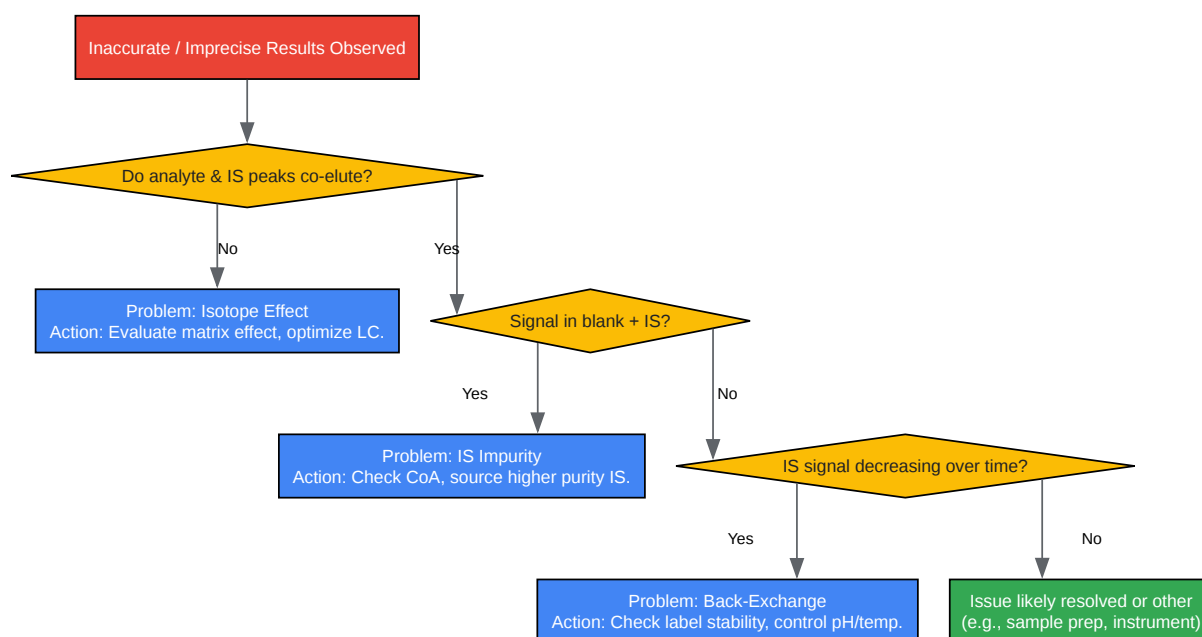 Inaccurate / Imprecise Results Observed
Do analyte & IS peaks co-elute?
No
Yes
Problem: Isotope Effect
Action: Evaluate matrix effect, optimize LC.
Signal in blank + IS?
Yes
No
Problem: IS Impurity
Action: Check CoA, source higher purity IS.
IS signal decreasing over time?
Yes
No
Problem: Back-Exchange
Action: Check label stability, control pH/temp.
Issue likely resolved or other
(e.g., sample prep, instrument)